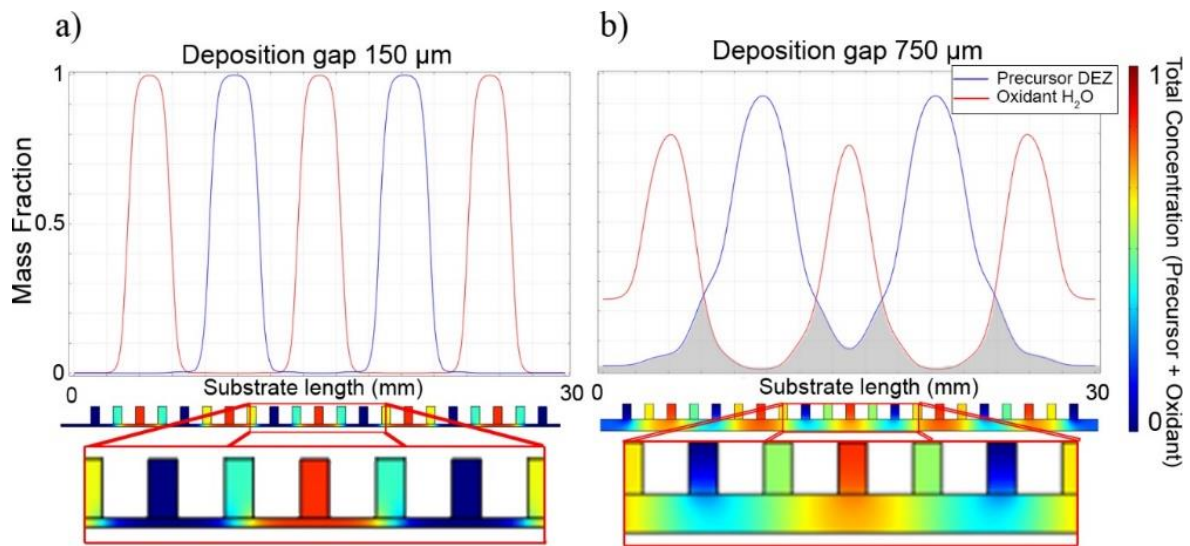 a)
Deposition gap 150 μm
1
0.5
0
Mass Fraction
0
Substrate length (mm)
30
b)
Deposition gap 750 μm
Precursor DEZ
Oxidant H₂O
0
Substrate length (mm)
30
1
0
Total Concentration (Precursor + Oxidant)